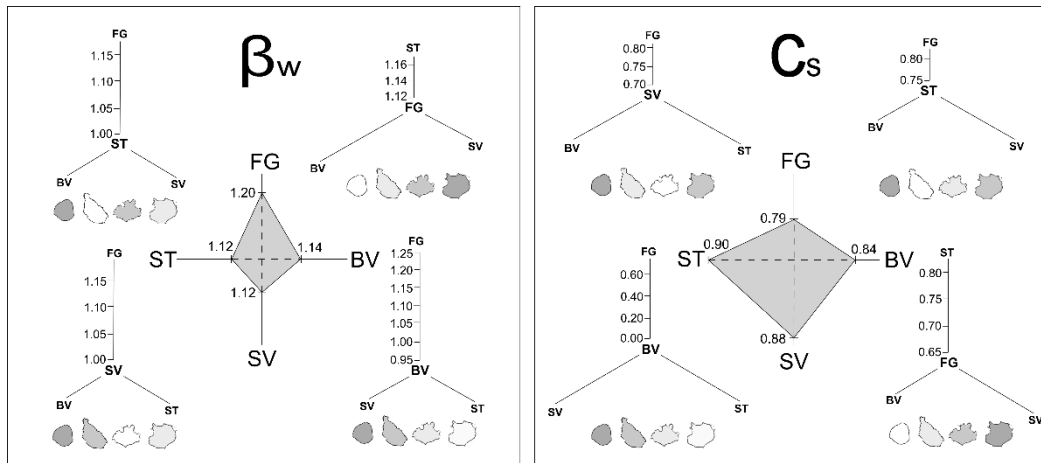 βw
FG
1.15
1.10
1.05
1.00
ST
BV
SV
ST
1.16
1.14
1.12
FG
BV
SV
FG
1.20
ST
1.12
1.14
BV
1.12
SV
FG
1.15
1.10
1.05
1.00
SV
BV
ST
FG
1.25
1.20
1.15
1.10
1.05
1.00
0.95
BV
SV
ST
Cs
FG
0.80
0.75
0.70
SV
BV
ST
FG
0.80
0.75
ST
BV
SV
FG
0.79
ST
0.90
0.84
BV
0.88
SV
FG
0.60
0.40
0.20
0.00
BV
SV
ST
ST
0.80
0.75
0.70
0.65
FG
BV
SV